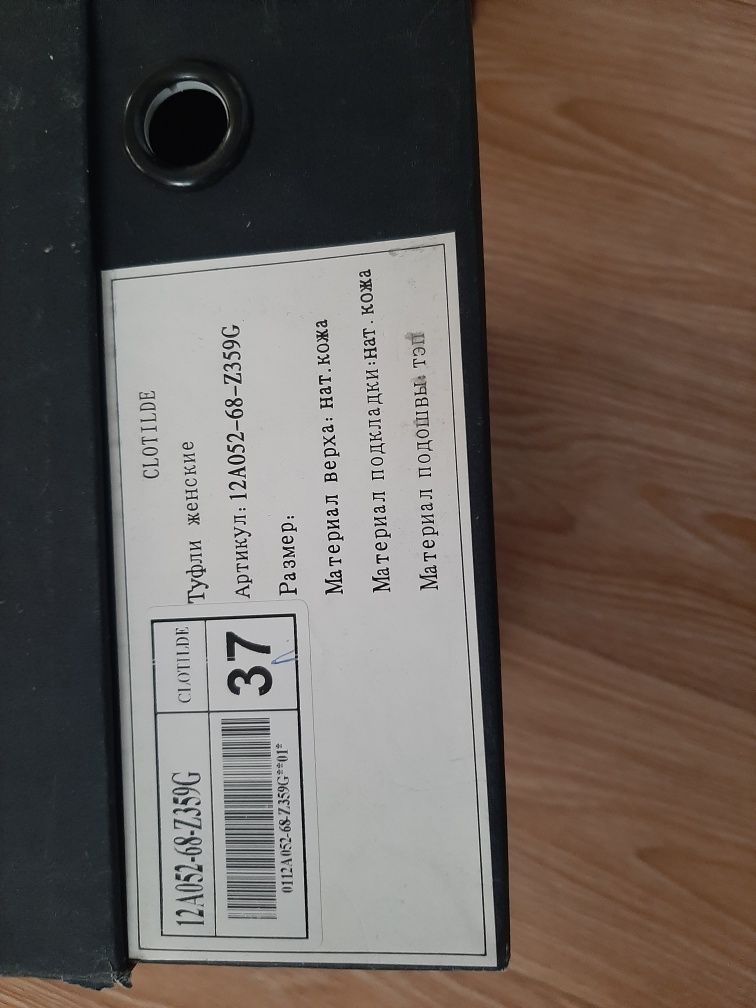 CLOTILDE
Туфли женские
Артикул: 12A052-68-Z359G
Размер:
Материал верха: нат.кожа
Материал подкладки:нат.кожа
Материал подошвы: тэп
12A052-68-Z359G
CLOTILDE
37
0112A052-68-Z359G**01*